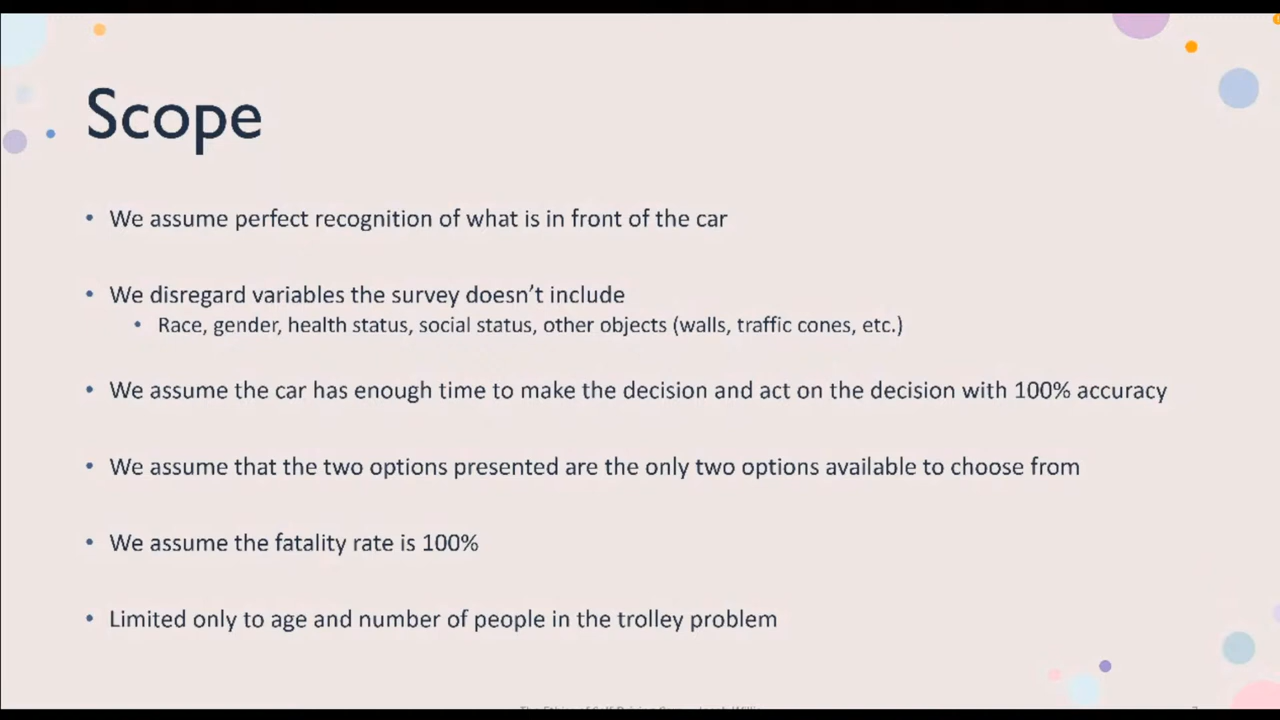 Scope
• We assume perfect recognition of what is in front of the car
• We disregard variables the survey doesn’t include
• Race, gender, health status, social status, other objects (walls, traffic cones, etc.)
• We assume the car has enough time to make the decision and act on the decision with 100% accuracy
• We assume that the two options presented are the only two options available to choose from
• We assume the fatality rate is 100%
• Limited only to age and number of people in the trolley problem